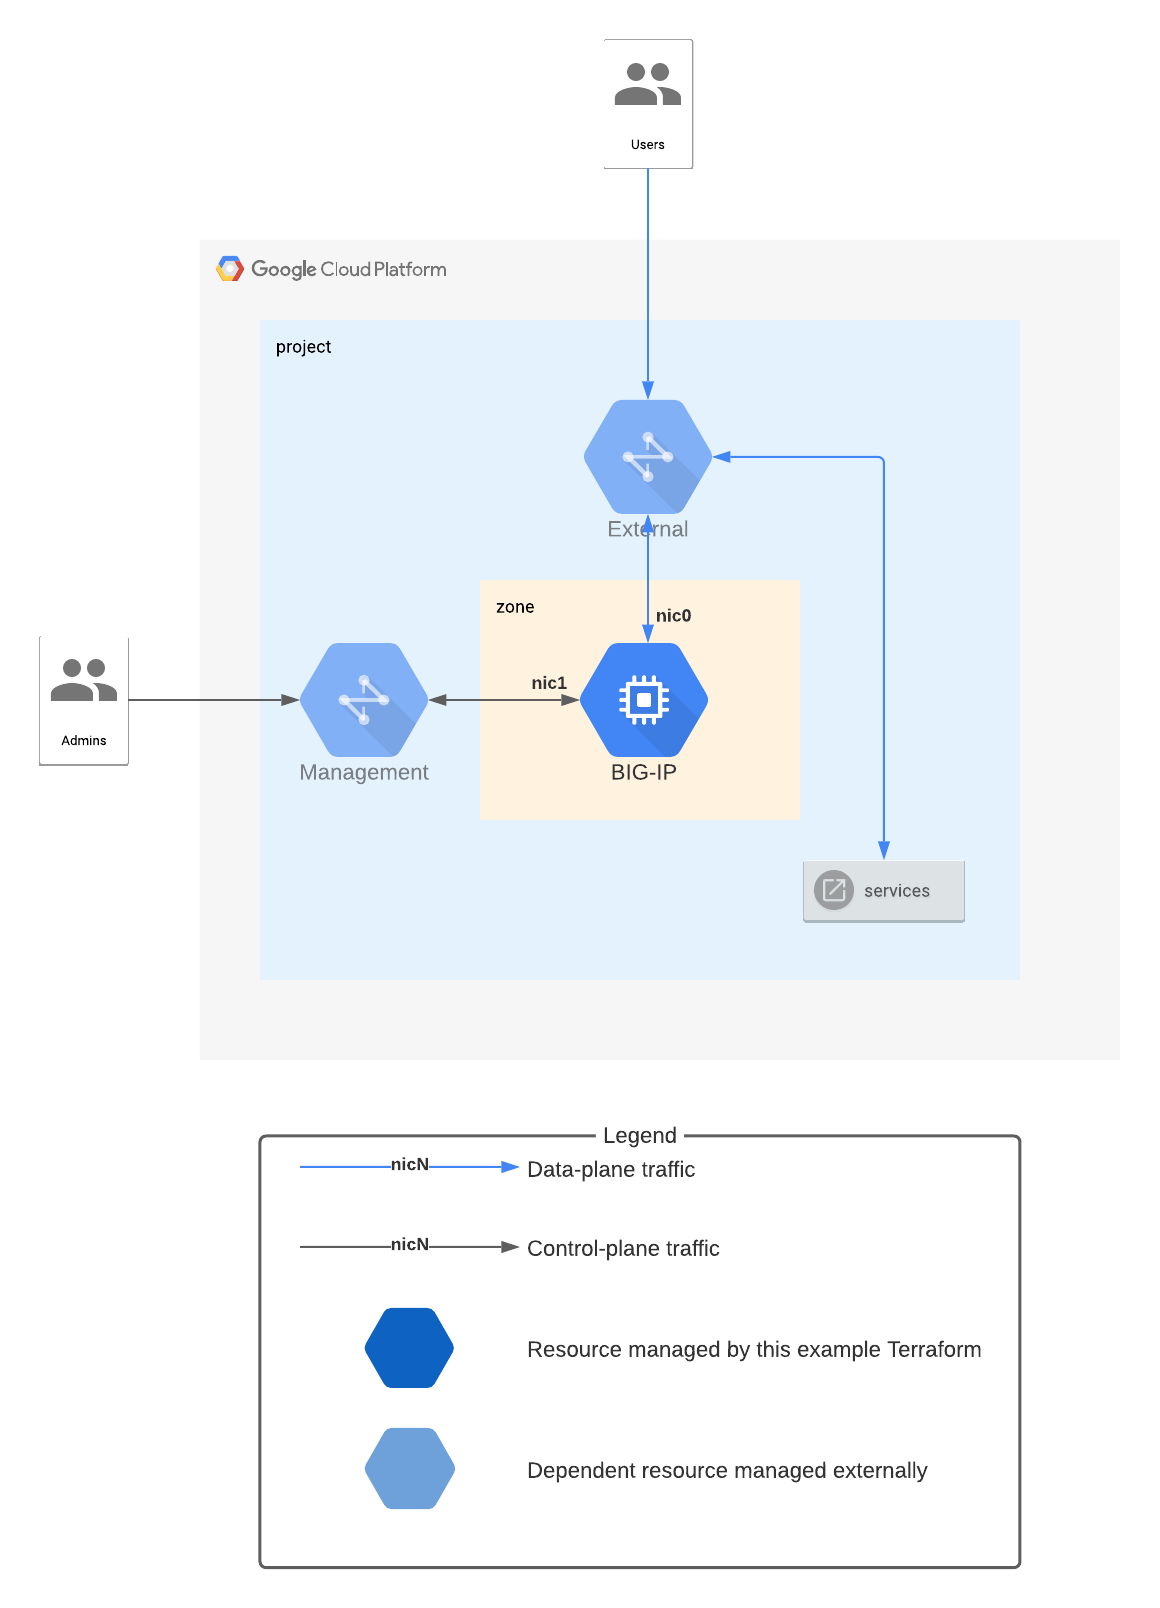 Users
Google Cloud Platform
project
External
zone
nic0
nic1
Admins
Management
BIG-IP
services
Legend
nicN
Data-plane traffic
nicN
Control-plane traffic
Resource managed by this example Terraform
Dependent resource managed externally